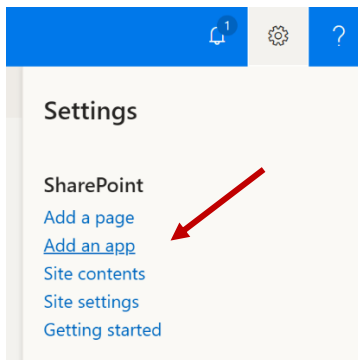 1
?
Settings
SharePoint
Add a page
Add an app
Site contents
Site settings
Getting started